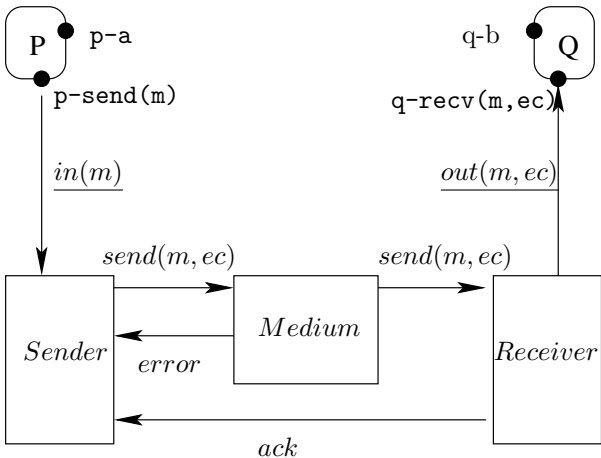 P
p-a
q-b
Q
p-send(m)
q-recv(m,ec)
in(m)
out(m, ec)
send(m, ec)
send(m, ec)
Sender
Medium
Receiver
error
ack